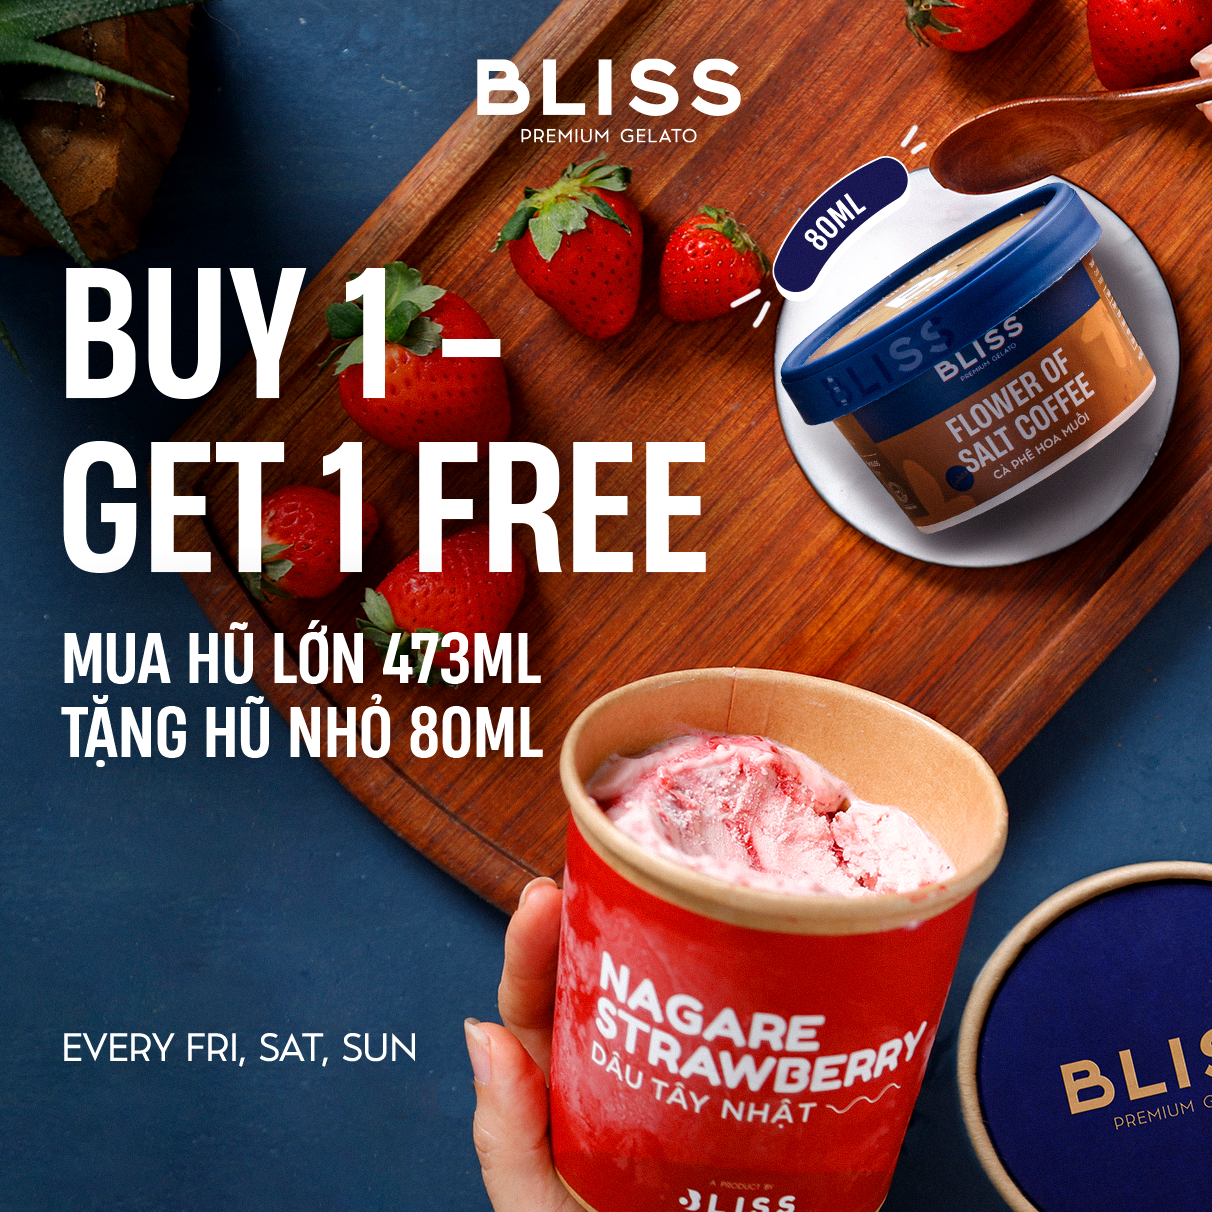 BLISS
PREMIUM GELATO
80ML
BUY 1 –
GET 1 FREE
BLISS
BLISS
PREMIUM GELATO
FLOWER OF
SALT COFFEE
CÀ PHÊ HOA MUỐI
MUA HŨ LỚN 473ML
TẶNG HŨ NHỎ 80ML
NAGARE
STRAWBERRY
DÂU TÂY NHẬT
A PRODUCT BY
BLISS
EVERY FRI, SAT, SUN
BLIS
PREMIUM G